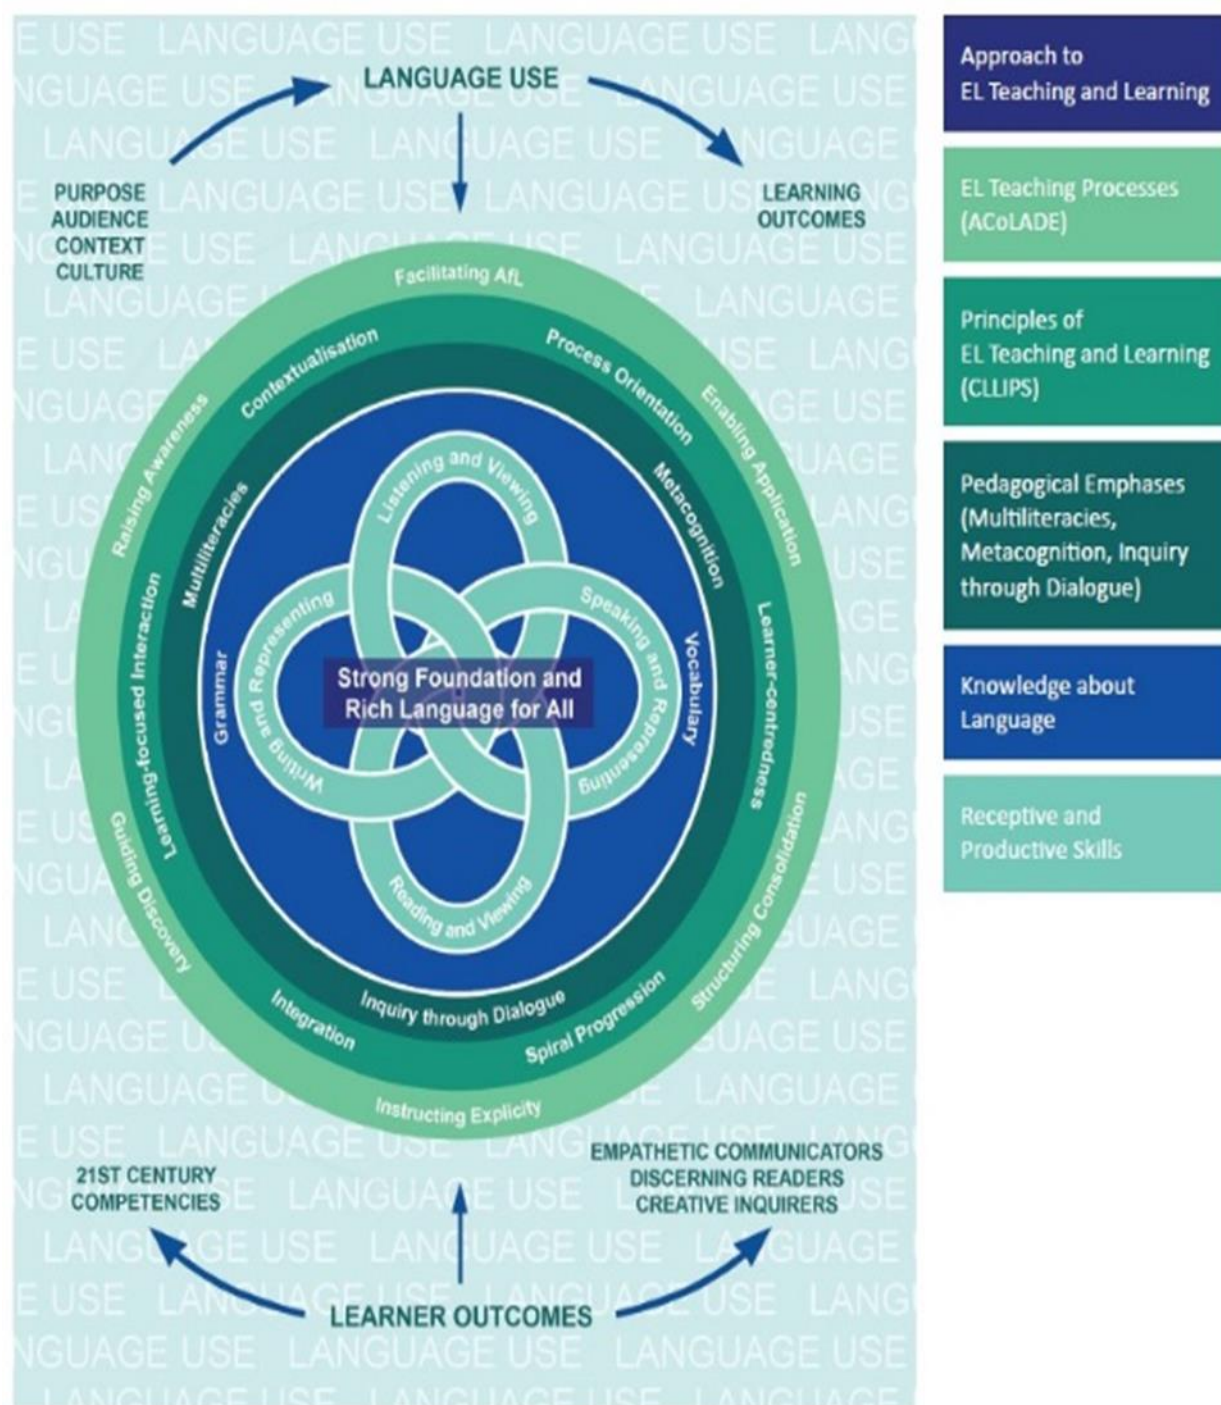 LANGUAGE USE
PURPOSE
AUDIENCE
CONTEXT
CULTURE
LEARNING
OUTCOMES
Facilitating AfL
Raising Awareness
Enabling Application
Guiding Discovery
Structuring Consolidation
Instructing Explicity
Contextualisation
Process Orientation
Learning-focused Interaction
Learner-centredness
Integration
Spiral Progression
Multiliteracies
Metacognition
Inquiry through Dialogue
Grammar
Vocabulary
Listening and Viewing
Writing and Representing
Speaking and Representing
Reading and Viewing
Strong Foundation and
Rich Language for All
21ST CENTURY
COMPETENCIES
EMPATHETIC COMMUNICATORS
DISCERNING READERS
CREATIVE INQUIRERS
LEARNER OUTCOMES
Approach to
EL Teaching and Learning
EL Teaching Processes
(ACoLADE)
Principles of
EL Teaching and Learning
(CLLIPS)
Pedagogical Emphases
(Multiliteracies,
Metacognition, Inquiry
through Dialogue)
Knowledge about
Language
Receptive and
Productive Skills